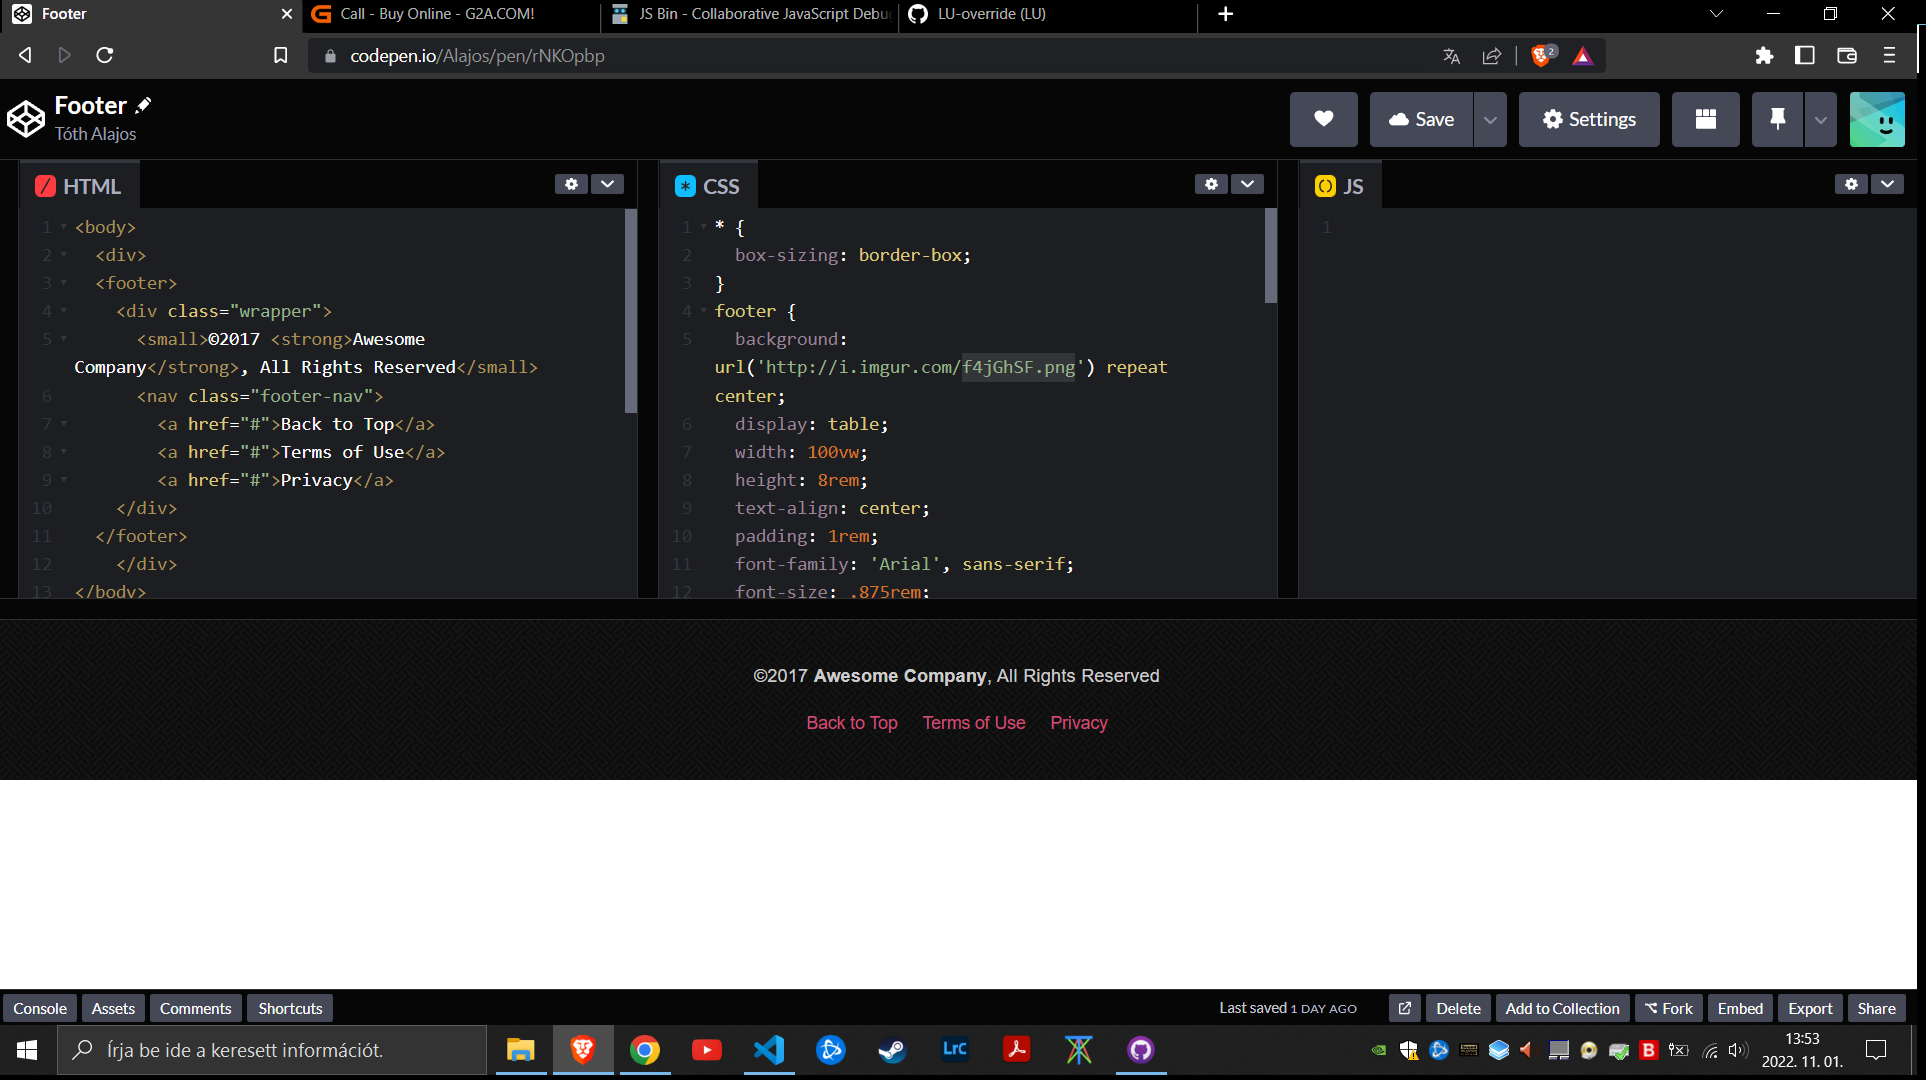 Footer
Call - Buy Online - G2A.COM!
JS Bin - Collaborative JavaScript Debug
LU-override (LU)
codepen.io/Alajos/pen/rNKOpbp
2
Footer
Tóth Alajos
Save
Settings
HTML
1 <body>
2 <div>
3 <footer>
4 <div class="wrapper">
5 <small>©2017 <strong>Awesome
Company</strong>, All Rights Reserved</small>
6 <nav class="footer-nav">
7 <a href="#">Back to Top</a>
8 <a href="#">Terms of Use</a>
9 <a href="#">Privacy</a>
10 </div>
11 </footer>
12 </div>
13 </body>
CSS
1 * {
2 box-sizing: border-box;
3 }
4 footer {
5 background:
url('http://i.imgur.com/f4jGhSF.png') repeat
center;
6 display: table;
7 width: 100vw;
8 height: 8rem;
9 text-align: center;
10 padding: 1rem;
11 font-family: 'Arial', sans-serif;
12 font-size: .875rem;
JS
1
©2017 Awesome Company, All Rights Reserved
Back to Top Terms of Use Privacy
Console Assets Comments Shortcuts
Last saved 1 DAY AGO
Delete Add to Collection Fork Embed Export Share
Írja be ide a keresett információt.
LrC
B
13:53
2022. 11. 01.